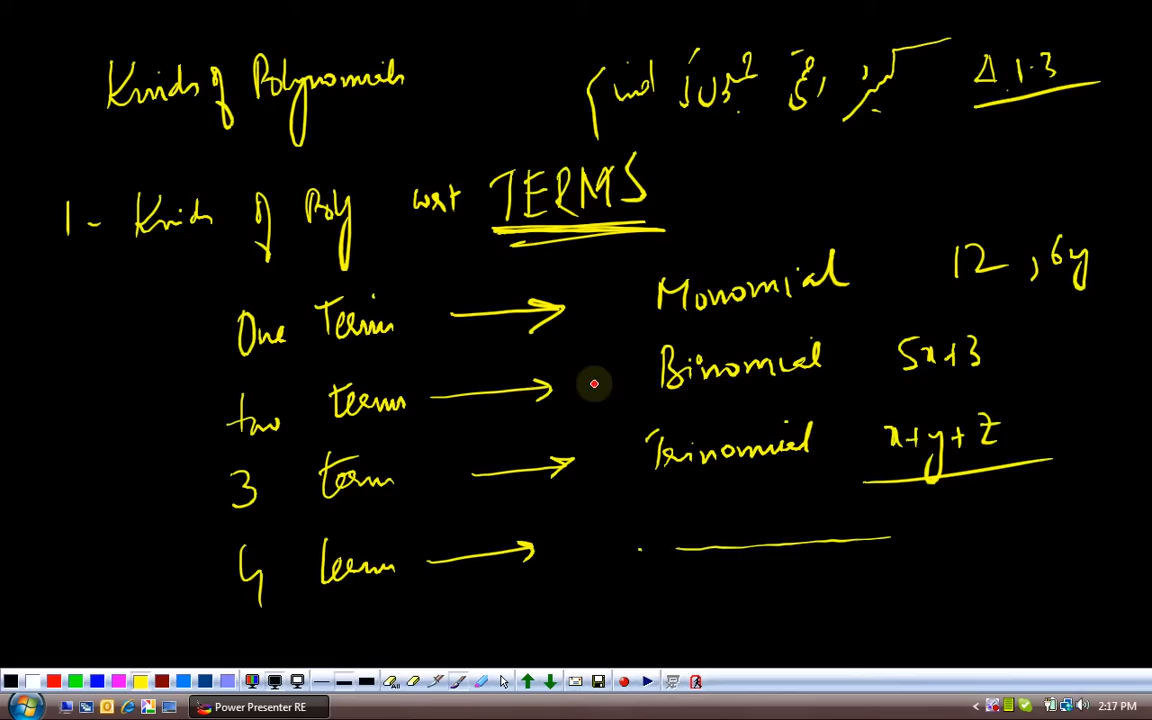 Kinds of Polynomials
Find
Δ 1.3
1- Kinds of Poly wrt TERMS
One Term → Monomial 12 , 6y
two term → Binomial 5x+3
3 term → Trinomial x+y+z
4 term →
Power Presenter RE
2:17 PM